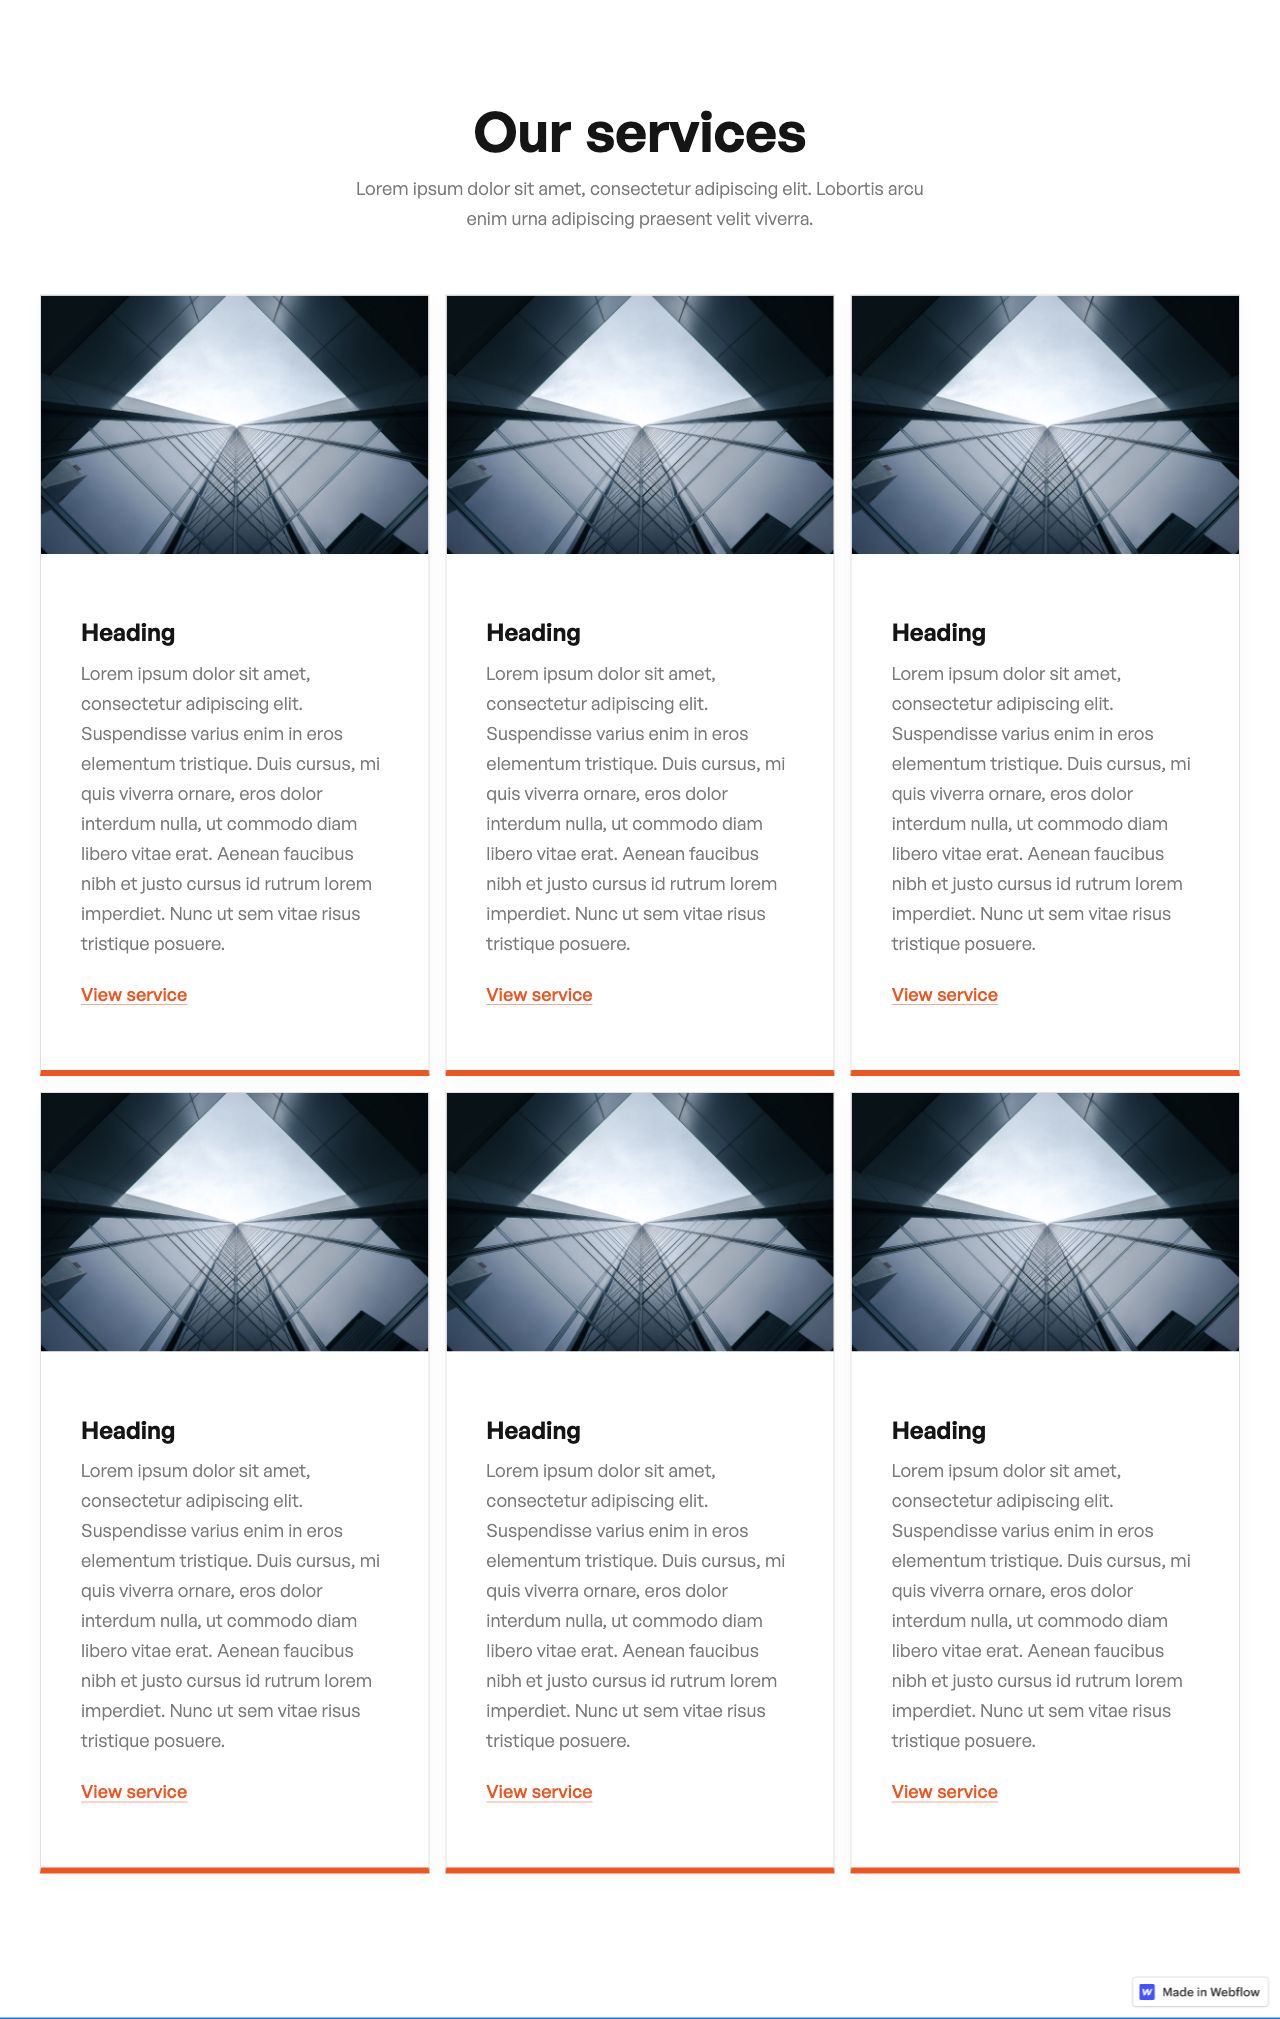 Our services
Lorem ipsum dolor sit amet, consectetur adipiscing elit. Lobortis arcu
enim urna adipiscing praesent velit viverra.
Heading
Lorem ipsum dolor sit amet,
consectetur adipiscing elit.
Suspendisse varius enim in eros
elementum tristique. Duis cursus, mi
quis viverra ornare, eros dolor
interdum nulla, ut commodo diam
libero vitae erat. Aenean faucibus
nibh et justo cursus id rutrum lorem
imperdiet. Nunc ut sem vitae risus
tristique posuere.
View service
Heading
Lorem ipsum dolor sit amet,
consectetur adipiscing elit.
Suspendisse varius enim in eros
elementum tristique. Duis cursus, mi
quis viverra ornare, eros dolor
interdum nulla, ut commodo diam
libero vitae erat. Aenean faucibus
nibh et justo cursus id rutrum lorem
imperdiet. Nunc ut sem vitae risus
tristique posuere.
View service
Heading
Lorem ipsum dolor sit amet,
consectetur adipiscing elit.
Suspendisse varius enim in eros
elementum tristique. Duis cursus, mi
quis viverra ornare, eros dolor
interdum nulla, ut commodo diam
libero vitae erat. Aenean faucibus
nibh et justo cursus id rutrum lorem
imperdiet. Nunc ut sem vitae risus
tristique posuere.
View service
Heading
Lorem ipsum dolor sit amet,
consectetur adipiscing elit.
Suspendisse varius enim in eros
elementum tristique. Duis cursus, mi
quis viverra ornare, eros dolor
interdum nulla, ut commodo diam
libero vitae erat. Aenean faucibus
nibh et justo cursus id rutrum lorem
imperdiet. Nunc ut sem vitae risus
tristique posuere.
View service
Heading
Lorem ipsum dolor sit amet,
consectetur adipiscing elit.
Suspendisse varius enim in eros
elementum tristique. Duis cursus, mi
quis viverra ornare, eros dolor
interdum nulla, ut commodo diam
libero vitae erat. Aenean faucibus
nibh et justo cursus id rutrum lorem
imperdiet. Nunc ut sem vitae risus
tristique posuere.
View service
Heading
Lorem ipsum dolor sit amet,
consectetur adipiscing elit.
Suspendisse varius enim in eros
elementum tristique. Duis cursus, mi
quis viverra ornare, eros dolor
interdum nulla, ut commodo diam
libero vitae erat. Aenean faucibus
nibh et justo cursus id rutrum lorem
imperdiet. Nunc ut sem vitae risus
tristique posuere.
View service
Made in Webflow